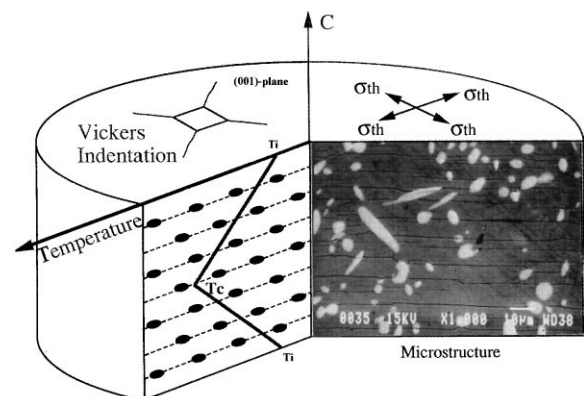 C
(001)-plane
σth
σth
σth
σth
Vickers
Indentation
Ti
Temperature
Tc
Ti
0035 15KV X1,000 10μm WD38
Microstructure